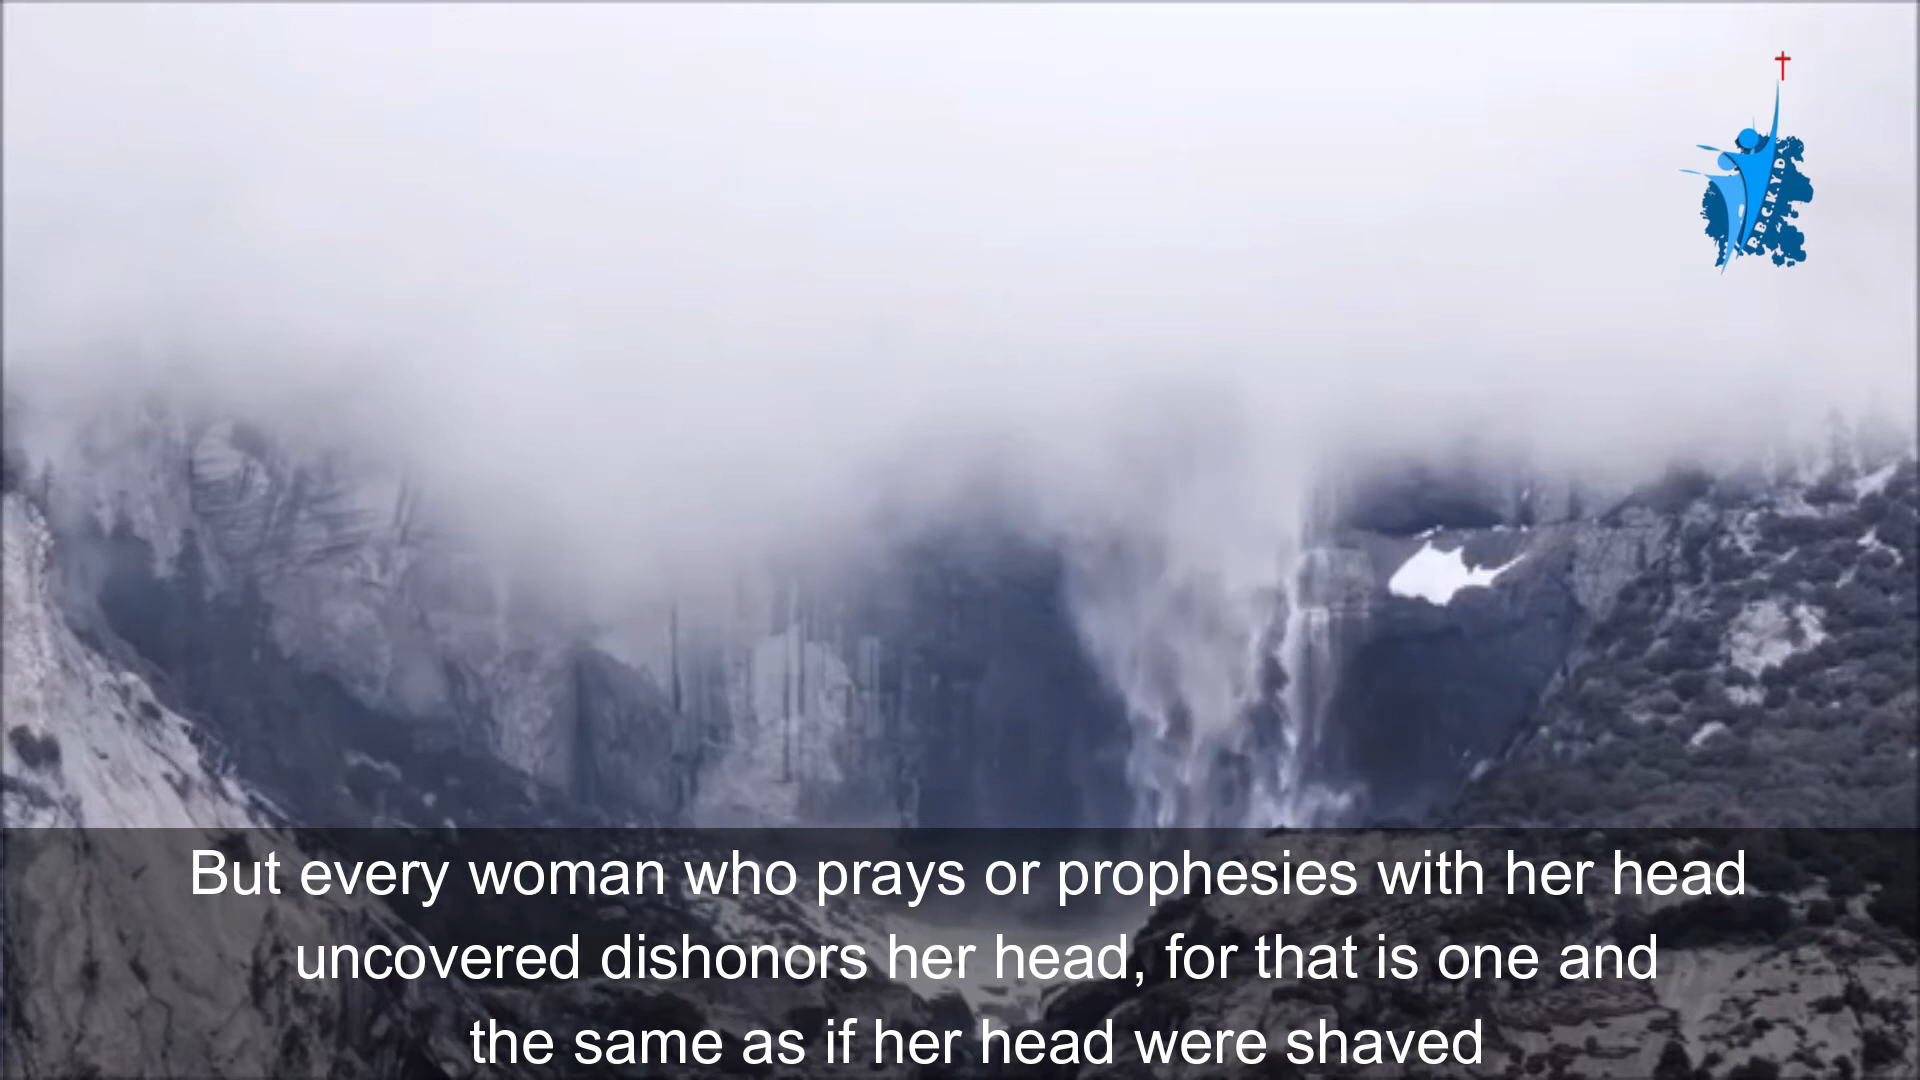 R.B.C.K.Y.D
But every woman who prays or prophesies with her head
uncovered dishonors her head, for that is one and
the same as if her head were shaved